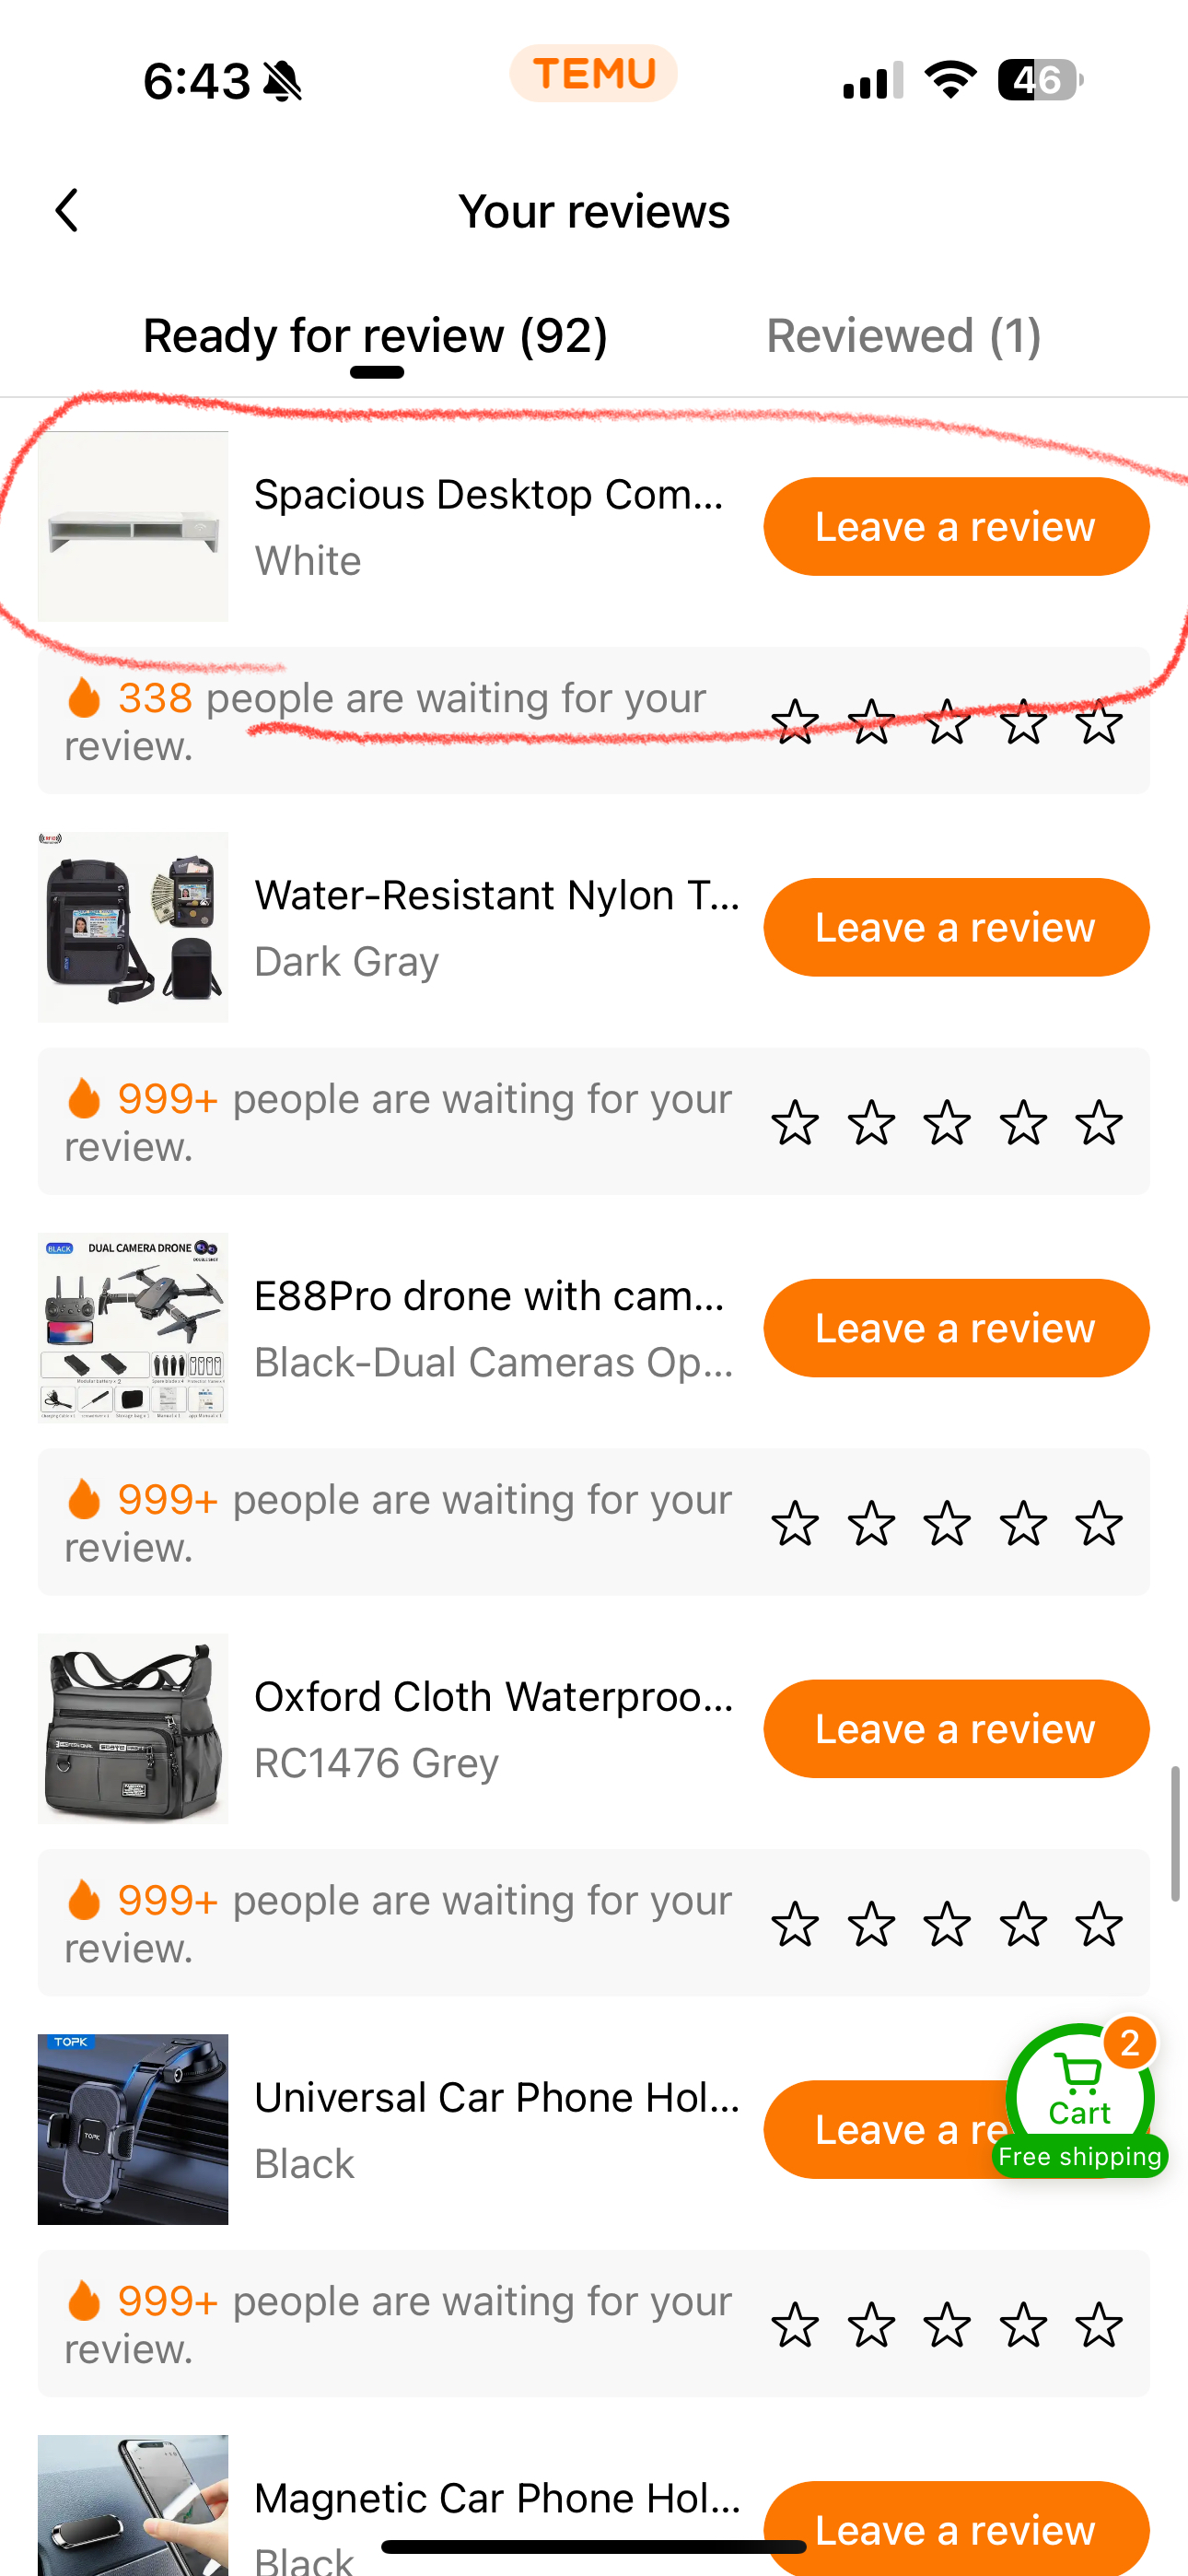 6:43
TEMU
46
Your reviews
Ready for review (92)
Reviewed (1)
Spacious Desktop Com...
White
Leave a review
338 people are waiting for your
review.
Water-Resistant Nylon T...
Dark Gray
Leave a review
999+ people are waiting for your
review.
BLACK
DUAL CAMERA DRONE
E88Pro drone with cam...
Black-Dual Cameras Op...
Leave a review
999+ people are waiting for your
review.
Oxford Cloth Waterproo...
RC1476 Grey
Leave a review
999+ people are waiting for your
review.
TOPK
TOPK
Universal Car Phone Hol...
Black
Leave a re
2
Cart
Free shipping
999+ people are waiting for your
review.
Magnetic Car Phone Hol...
Black
Leave a review